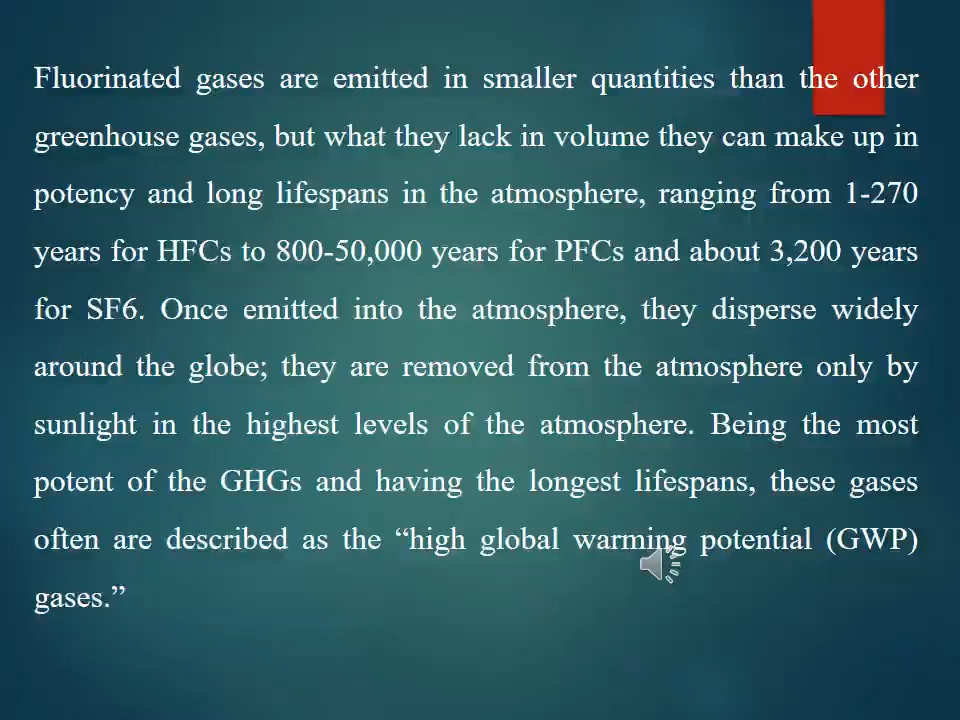 Fluorinated gases are emitted in smaller quantities than the other
greenhouse gases, but what they lack in volume they can make up in
potency and long lifespans in the atmosphere, ranging from 1-270
years for HFCs to 800-50,000 years for PFCs and about 3,200 years
for SF6. Once emitted into the atmosphere, they disperse widely
around the globe; they are removed from the atmosphere only by
sunlight in the highest levels of the atmosphere. Being the most
potent of the GHGs and having the longest lifespans, these gases
often are described as the “high global warming potential (GWP)
gases.”